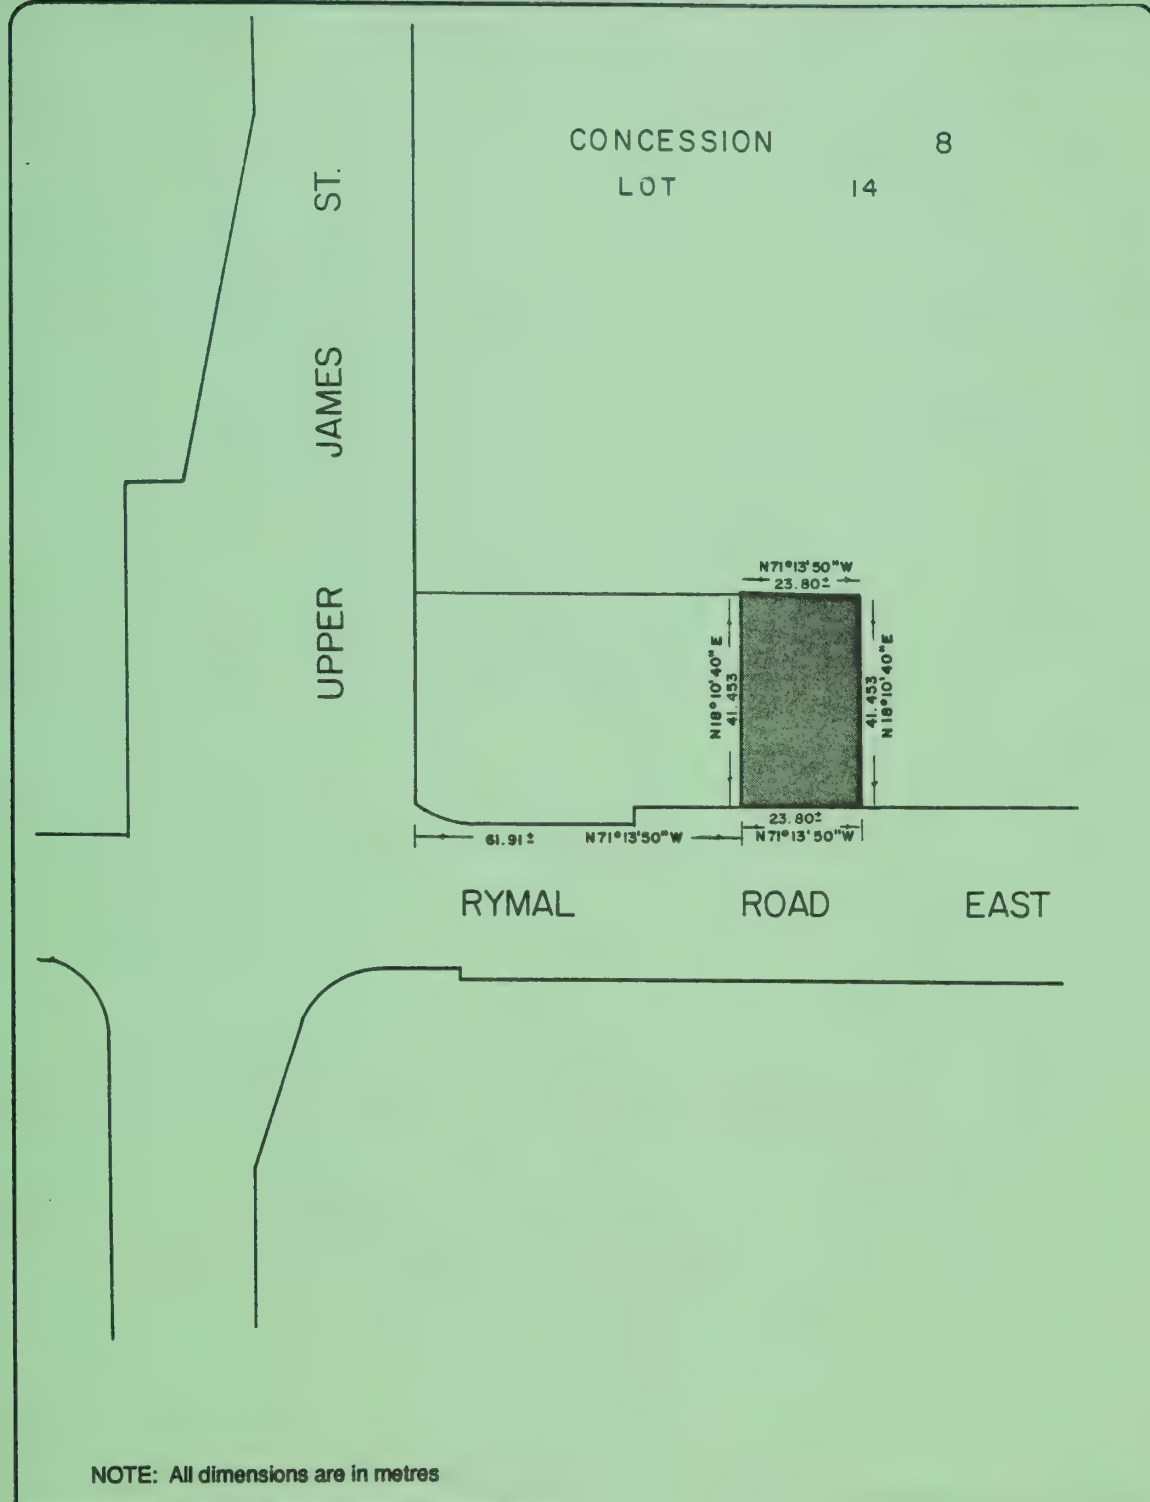 CONCESSION 8
LOT 14
UPPER JAMES ST.
N71°13'50"W
23.80±
N18°10'40"E
41.453
41.453
N18°10'40"E
23.80±
61.91± N71°13'50"W N71°13'50"W
RYMAL ROAD EAST
NOTE: All dimensions are in metres